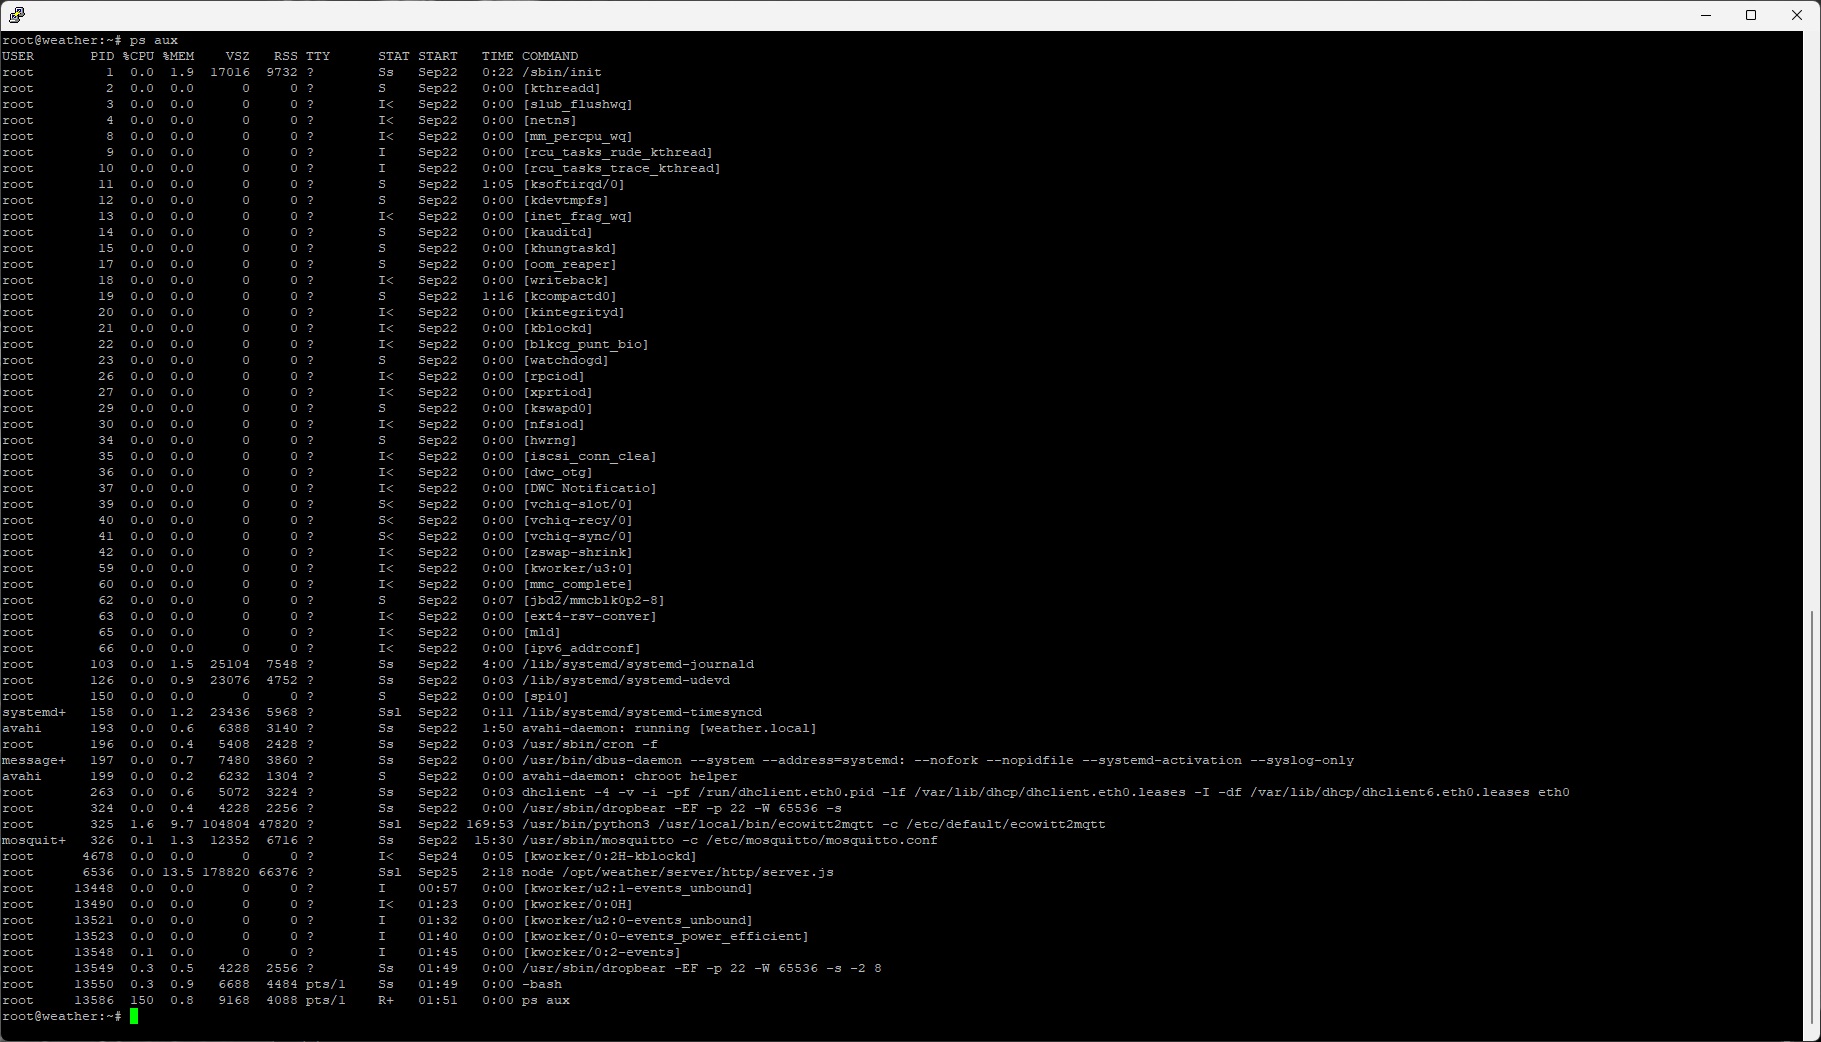 root@weather:~# ps aux
USER       PID %CPU %MEM    VSZ   RSS TTY      STAT START   TIME COMMAND
root         1  0.0  1.9  17016  9732 ?        Ss   Sep22   0:22 /sbin/init
root         2  0.0  0.0      0     0 ?        S    Sep22   0:00 [kthreadd]
root         3  0.0  0.0      0     0 ?        I<   Sep22   0:00 [slub_flushwq]
root         4  0.0  0.0      0     0 ?        I<   Sep22   0:00 [netns]
root         8  0.0  0.0      0     0 ?        I<   Sep22   0:00 [mm_percpu_wq]
root         9  0.0  0.0      0     0 ?        I    Sep22   0:00 [rcu_tasks_rude_kthread]
root        10  0.0  0.0      0     0 ?        I    Sep22   0:00 [rcu_tasks_trace_kthread]
root        11  0.0  0.0      0     0 ?        S    Sep22   1:05 [ksoftirqd/0]
root        12  0.0  0.0      0     0 ?        S    Sep22   0:00 [kdevtmpfs]
root        13  0.0  0.0      0     0 ?        I<   Sep22   0:00 [inet_frag_wq]
root        14  0.0  0.0      0     0 ?        S    Sep22   0:00 [kauditd]
root        15  0.0  0.0      0     0 ?        S    Sep22   0:00 [khungtaskd]
root        17  0.0  0.0      0     0 ?        S    Sep22   0:00 [oom_reaper]
root        18  0.0  0.0      0     0 ?        I<   Sep22   0:00 [writeback]
root        19  0.0  0.0      0     0 ?        S    Sep22   1:16 [kcompactd0]
root        20  0.0  0.0      0     0 ?        I<   Sep22   0:00 [kintegrityd]
root        21  0.0  0.0      0     0 ?        I<   Sep22   0:00 [kblockd]
root        22  0.0  0.0      0     0 ?        I<   Sep22   0:00 [blkcg_punt_bio]
root        23  0.0  0.0      0     0 ?        S    Sep22   0:00 [watchdogd]
root        26  0.0  0.0      0     0 ?        I<   Sep22   0:00 [rpciod]
root        27  0.0  0.0      0     0 ?        I<   Sep22   0:00 [xprtiod]
root        29  0.0  0.0      0     0 ?        S    Sep22   0:00 [kswapd0]
root        30  0.0  0.0      0     0 ?        I<   Sep22   0:00 [nfsiod]
root        34  0.0  0.0      0     0 ?        S    Sep22   0:00 [hwrng]
root        35  0.0  0.0      0     0 ?        I<   Sep22   0:00 [iscsi_conn_clea]
root        36  0.0  0.0      0     0 ?        I<   Sep22   0:00 [dwc_otg]
root        37  0.0  0.0      0     0 ?        I<   Sep22   0:00 [DWC Notificatio]
root        39  0.0  0.0      0     0 ?        S<   Sep22   0:00 [vchiq-slot/0]
root        40  0.0  0.0      0     0 ?        S<   Sep22   0:00 [vchiq-recy/0]
root        41  0.0  0.0      0     0 ?        S<   Sep22   0:00 [vchiq-sync/0]
root        42  0.0  0.0      0     0 ?        I<   Sep22   0:00 [zswap-shrink]
root        59  0.0  0.0      0     0 ?        I<   Sep22   0:00 [kworker/u3:0]
root        60  0.0  0.0      0     0 ?        I<   Sep22   0:00 [mmc_complete]
root        62  0.0  0.0      0     0 ?        S    Sep22   0:07 [jbd2/mmcblk0p2-8]
root        63  0.0  0.0      0     0 ?        I<   Sep22   0:00 [ext4-rsv-conver]
root        65  0.0  0.0      0     0 ?        I<   Sep22   0:00 [mld]
root        66  0.0  0.0      0     0 ?        I<   Sep22   0:00 [ipv6_addrconf]
root       103  0.0  1.5  25104  7548 ?        Ss   Sep22   4:00 /lib/systemd/systemd-journald
root       126  0.0  0.9  23076  4752 ?        Ss   Sep22   0:03 /lib/systemd/systemd-udevd
root       150  0.0  0.0      0     0 ?        S    Sep22   0:00 [spi0]
systemd+   158  0.0  1.2  23436  5968 ?        Ssl  Sep22   0:11 /lib/systemd/systemd-timesyncd
avahi      193  0.0  0.6   6388  3140 ?        Ss   Sep22   1:50 avahi-daemon: running [weather.local]
root       196  0.0  0.4   5408  2428 ?        Ss   Sep22   0:03 /usr/sbin/cron -f
message+   197  0.0  0.7   7480  3860 ?        Ss   Sep22   0:00 /usr/bin/dbus-daemon --system --address=systemd: --nofork --nopidfile --systemd-activation --syslog-only
avahi      199  0.0  0.2   6232  1304 ?        S    Sep22   0:00 avahi-daemon: chroot helper
root       263  0.0  0.6   5072  3224 ?        Ss   Sep22   0:03 dhclient -4 -v -i -pf /run/dhclient.eth0.pid -lf /var/lib/dhcp/dhclient.eth0.leases -I -df /var/lib/dhcp/dhclient6.eth0.leases eth0
root       324  0.0  0.4   4228  2256 ?        Ss   Sep22   0:00 /usr/sbin/dropbear -EF -p 22 -W 65536 -s
root       325  1.6  9.7 104804 47820 ?        Ssl  Sep22 169:53 /usr/bin/python3 /usr/local/bin/ecowitt2mqtt -c /etc/default/ecowitt2mqtt
mosquit+   326  0.1  1.3  12352  6716 ?        Ss   Sep22  15:30 /usr/sbin/mosquitto -c /etc/mosquitto/mosquitto.conf
root      4678  0.0  0.0      0     0 ?        I<   Sep24   0:05 [kworker/0:2H-kblockd]
root      6536  0.0 13.5 178820 66376 ?        Ssl  Sep25   2:18 node /opt/weather/server/http/server.js
root     13448  0.0  0.0      0     0 ?        I    00:57   0:00 [kworker/u2:1-events_unbound]
root     13490  0.0  0.0      0     0 ?        I<   01:23   0:00 [kworker/0:0H]
root     13521  0.0  0.0      0     0 ?        I    01:32   0:00 [kworker/u2:0-events_unbound]
root     13523  0.0  0.0      0     0 ?        I    01:40   0:00 [kworker/0:0-events_power_efficient]
root     13548  0.1  0.0      0     0 ?        I    01:45   0:00 [kworker/0:2-events]
root     13549  0.3  0.5   4228  2556 ?        Ss   01:49   0:00 /usr/sbin/dropbear -EF -p 22 -W 65536 -s -2 8
root     13550  0.3  0.9   6688  4484 pts/1    Ss   01:49   0:00 -bash
root     13586  150  0.8   9168  4088 pts/1    R+   01:51   0:00 ps aux
root@weather:~#